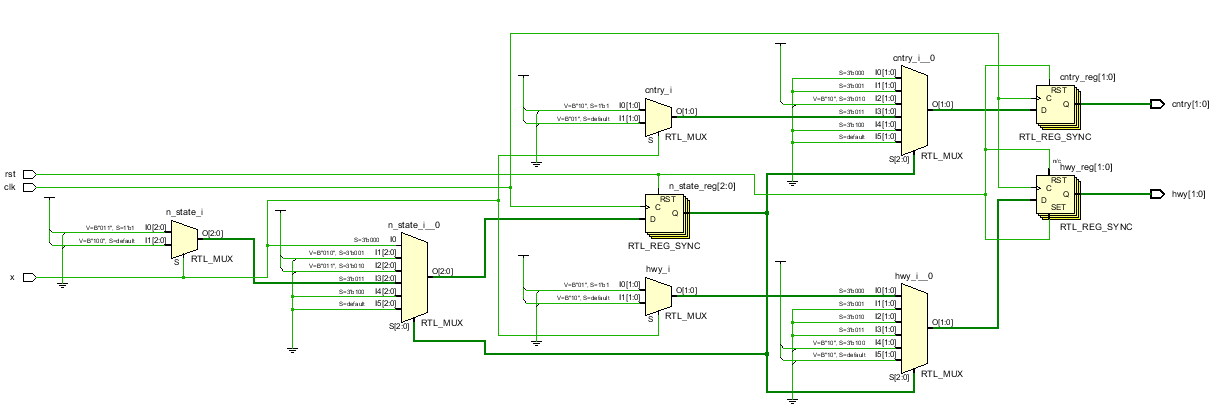 cntry_i__0
S=3'b000 I0[1:0]
S=3'b001 I1[1:0]
V=B"10", S=3'b010 I2[1:0]
S=3'b011 I3[1:0]
S=3'b100 I4[1:0]
S=default I5[1:0]
O[1:0]
S[2:0]
RTL_MUX
cntry_reg[1:0]
RST
C
D
Q
RTL_REG_SYNC
cntry[1:0]
cntry_i
V=B"10", S=1'b1 I0[1:0]
V=B"01", S=default I1[1:0]
O[1:0]
S
RTL_MUX
rst
clk
x
n_state_i
V=B"011", S=1'b1 I0[2:0]
V=B"100", S=default I1[2:0]
O[2:0]
S
RTL_MUX
n_state_i__0
S=3'b000 I0
V=B"010", S=3'b001 I1[2:0]
V=B"011", S=3'b010 I2[2:0]
S=3'b011 I3[2:0]
S=3'b100 I4[2:0]
S=default I5[2:0]
O[2:0]
S[2:0]
RTL_MUX
n_state_reg[2:0]
RST
C
D
Q
RTL_REG_SYNC
n/c
hwy_reg[1:0]
RST
C
D
Q
SET
RTL_REG_SYNC
hwy[1:0]
hwy_i
V=B"01", S=1'b1 I0[1:0]
V=B"10", S=default I1[1:0]
O[1:0]
S
RTL_MUX
hwy_i__0
S=3'b000 I0[1:0]
S=3'b001 I1[1:0]
S=3'b010 I2[1:0]
S=3'b011 I3[1:0]
V=B"10", S=3'b100 I4[1:0]
V=B"10", S=default I5[1:0]
O[1:0]
S[2:0]
RTL_MUX